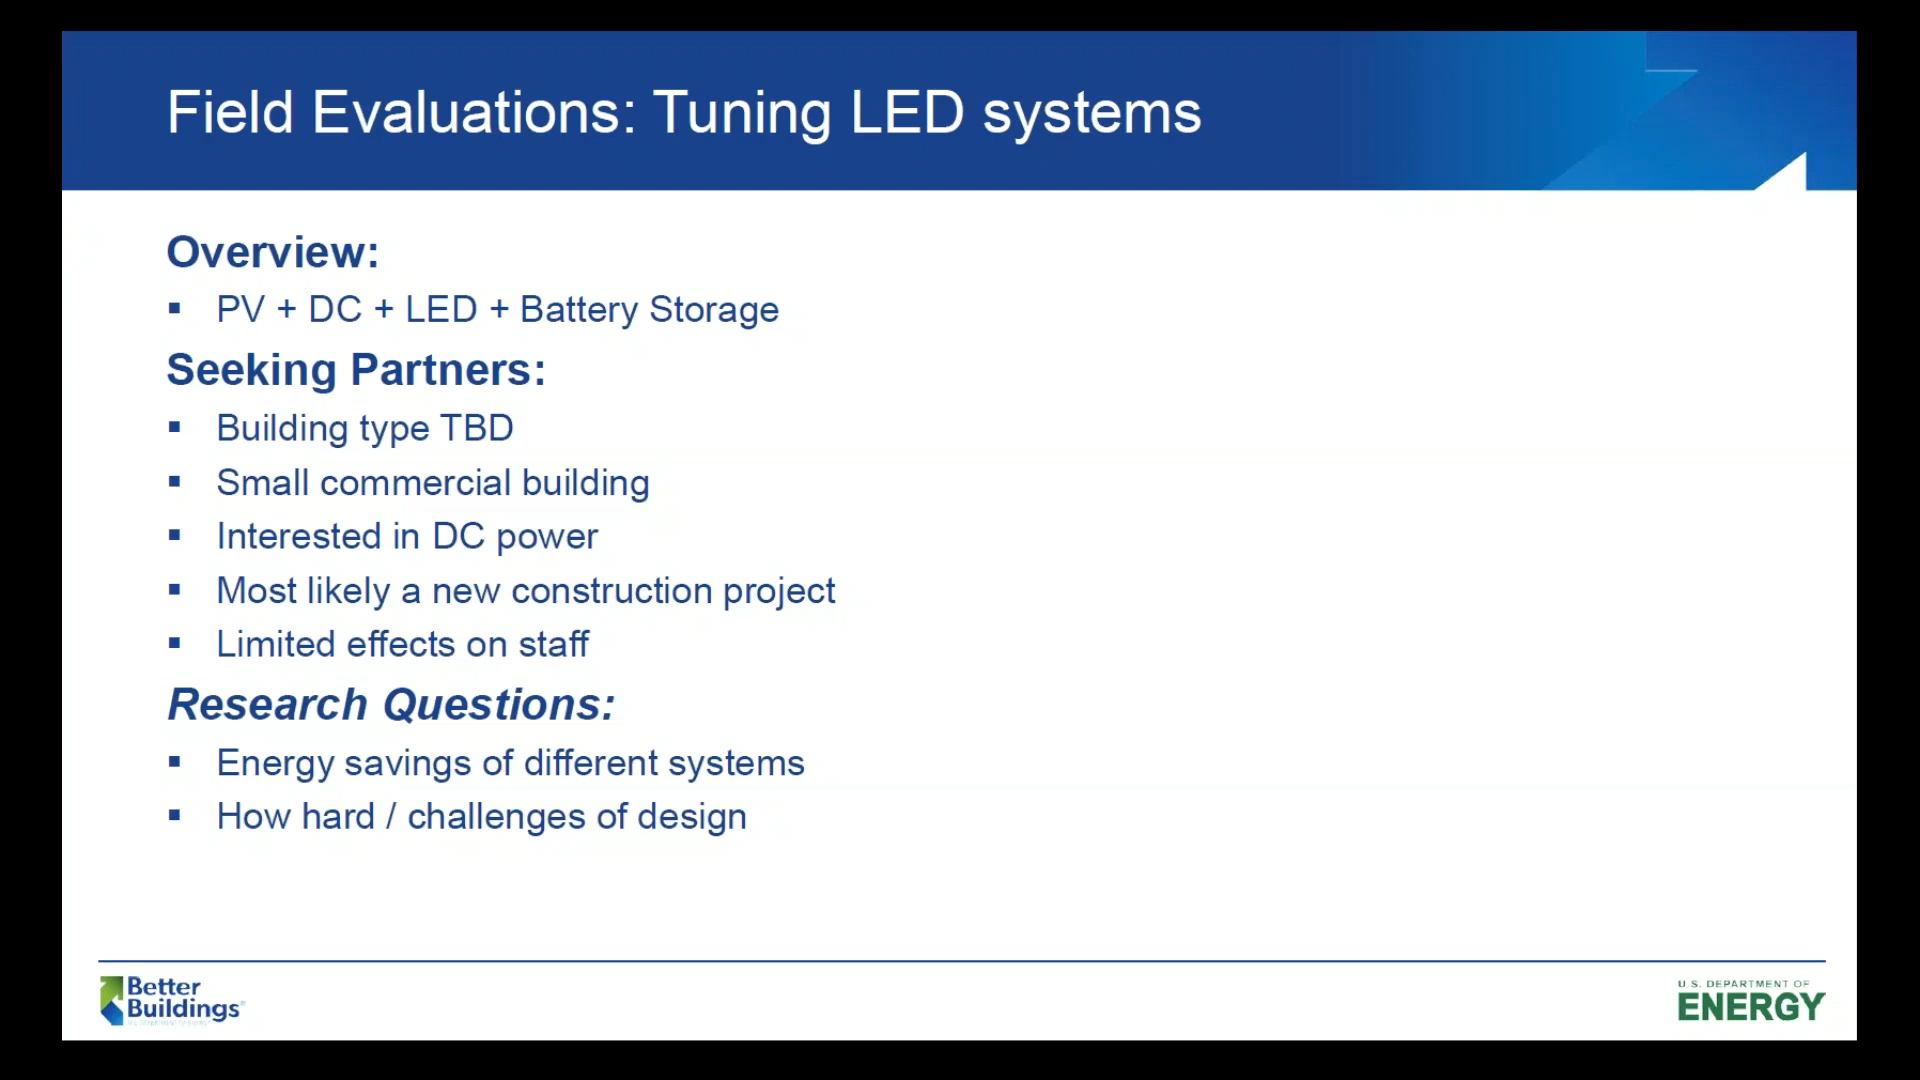 Field Evaluations: Tuning LED systems
Overview:
▪ PV + DC + LED + Battery Storage
Seeking Partners:
▪ Building type TBD
▪ Small commercial building
▪ Interested in DC power
▪ Most likely a new construction project
▪ Limited effects on staff
Research Questions:
▪ Energy savings of different systems
▪ How hard / challenges of design
Better
Buildings®
U.S. DEPARTMENT OF
ENERGY